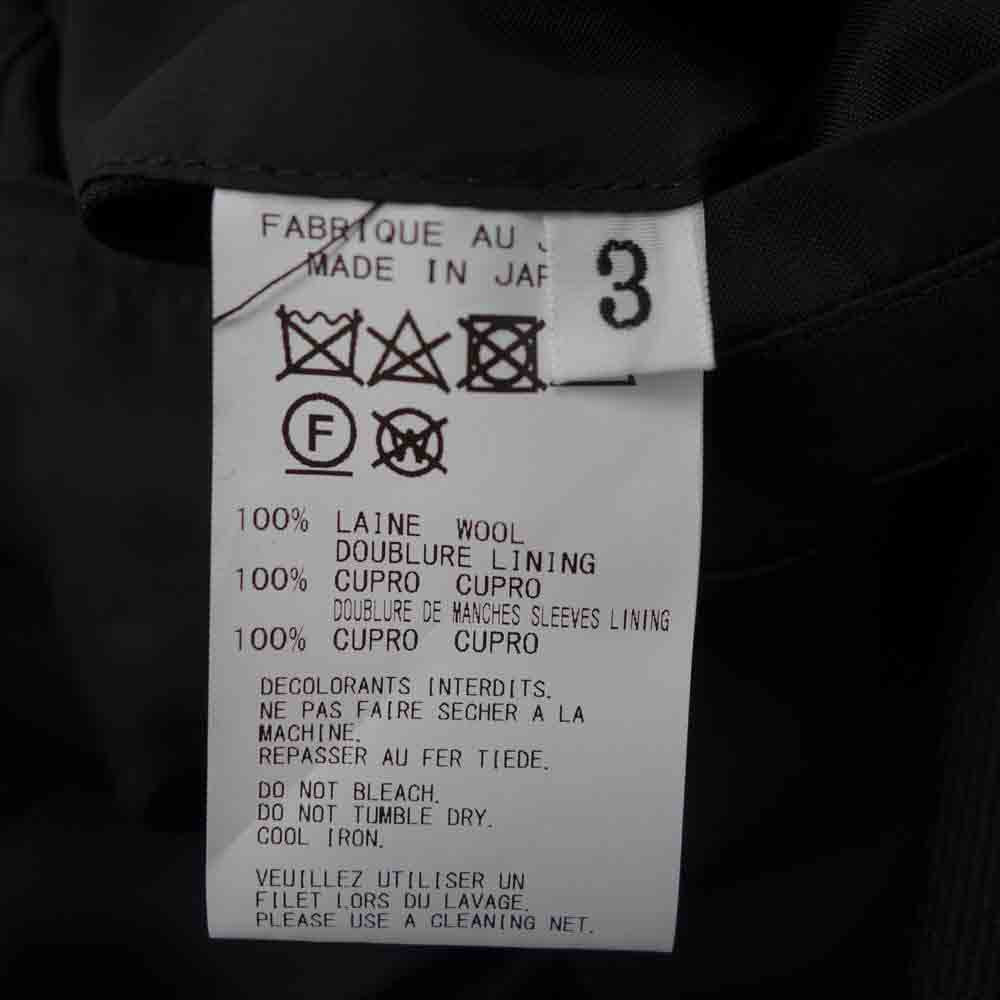 FABRIQUE AU
MADE IN
3
F
W
100% LAINE WOOL
DOUBLURE LINING
100% CUPRO CUPRO
DOUBLURE DE MANCHES SLEEVES LINING
100% CUPRO CUPRO
DECOLORANTS INTERDITS.
NE PAS FAIRE SECHER A LA
MACHINE.
REPASSER AU FER TIEDE.
DO NOT BLEACH.
DO NOT TUMBLE DRY.
COOL IRON.
VEUILLEZ UTILISER UN
FILET LORS DU LAVAGE.
PLEASE USE A CLEANING NET.